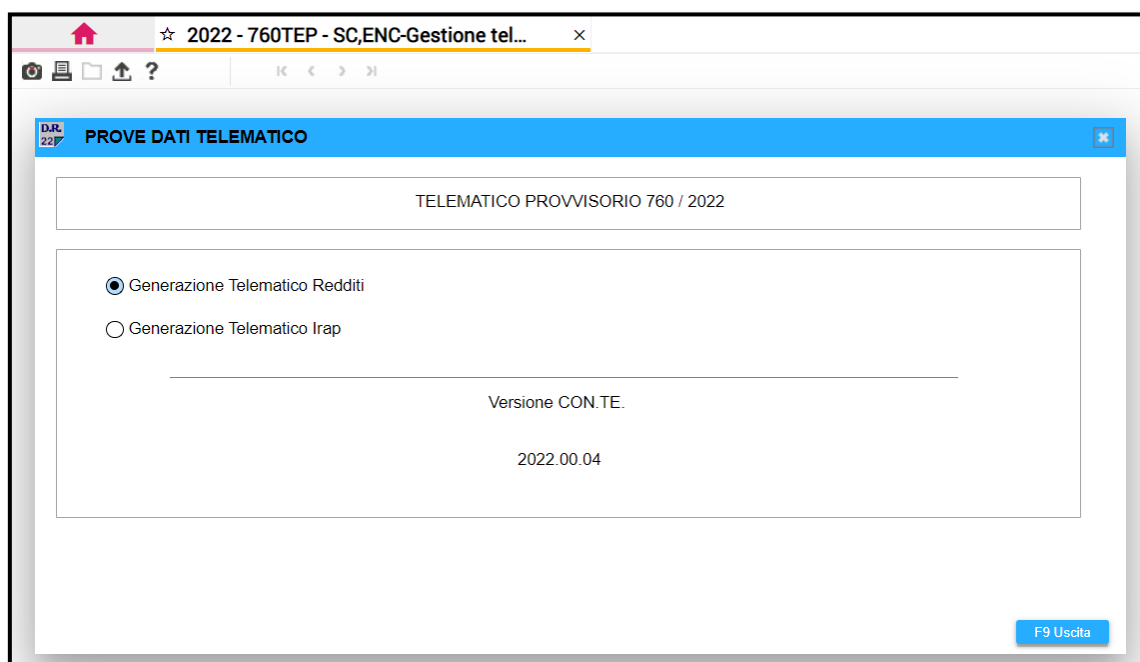 ☆ 2022 - 760TEP - SC,ENC-Gestione tel... ×
?
D.R.
22
PROVE DATI TELEMATICO
TELEMATICO PROVVISORIO 760 / 2022
Generazione Telematico Redditi
Generazione Telematico Irap
Versione CON.TE.
2022.00.04
F9 Uscita